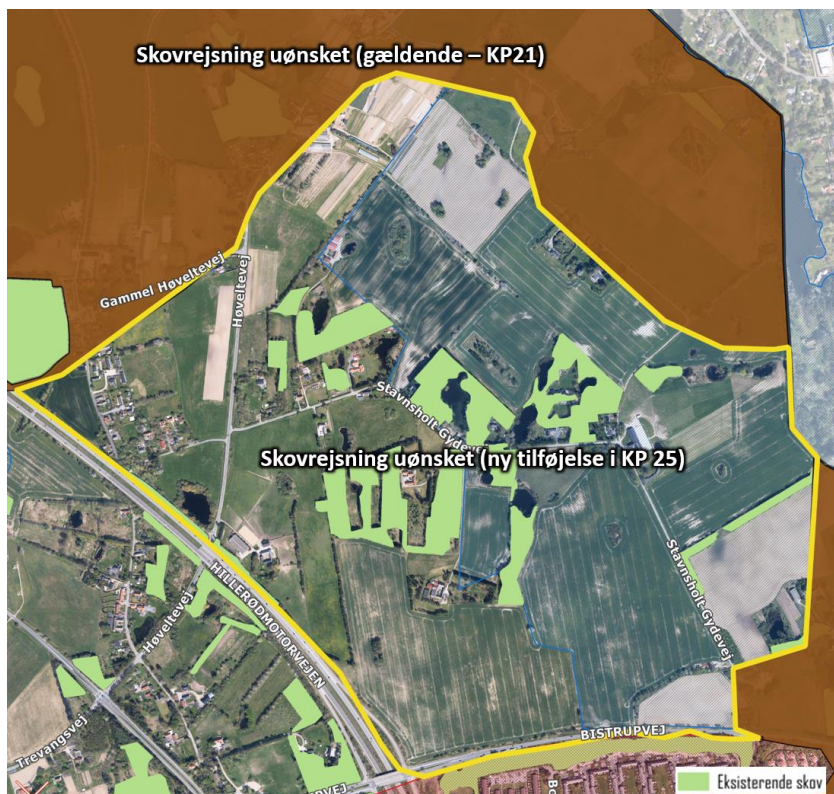 Skovrejsning uønsket (gældende – KP21)
Gammel Høveltevej
Høveltevej
Stavnsholt Gydevej
Skovrejsning uønsket (ny tilføjelse i KP 25)
Stavnsholt Gydevej
HILLERØDMOTORVEJEN
Høveltevej
Trevangsvej
BISTRUPVEJ
Eksisterende skov